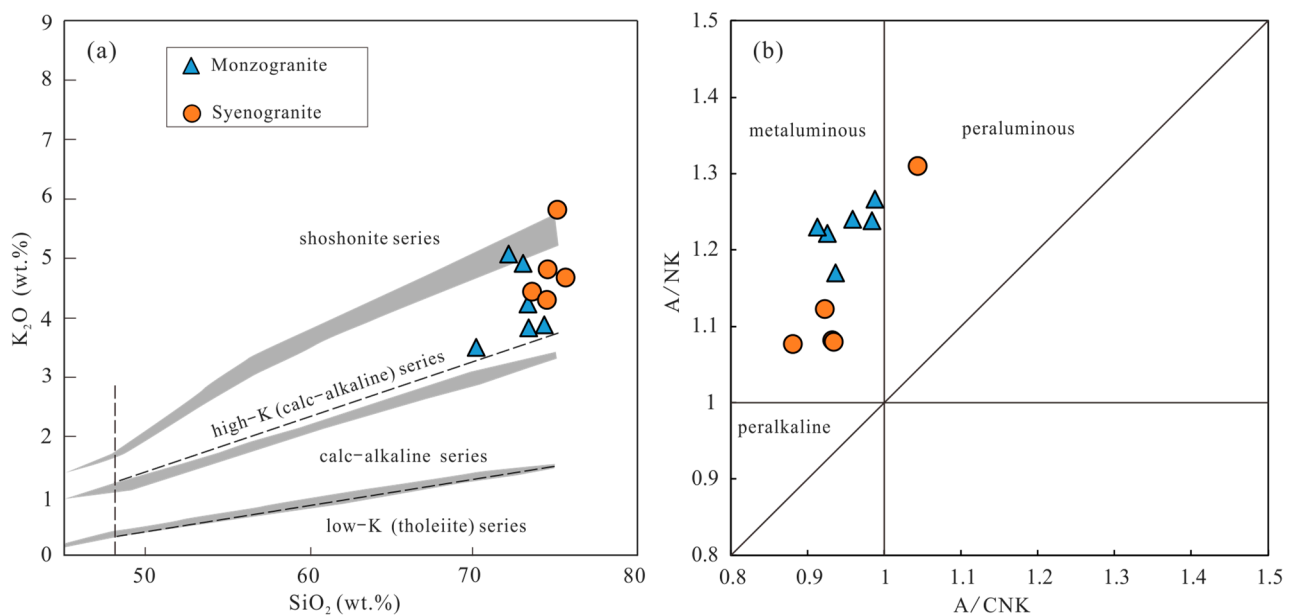 (a)
Monzogranite
Syenogranite
9
8
7
6
5
4
3
2
1
0
K₂O (wt.%)
shoshonite series
high-K (calc-alkaline) series
calc-alkaline series
low-K (tholeiite) series
50
60
70
80
SiO₂ (wt.%)
(b)
1.5
1.4
1.3
1.2
1.1
1
0.9
0.8
A/NK
metaluminous
peraluminous
peralkaline
0.8
0.9
1
1.1
1.2
1.3
1.4
1.5
A/CNK